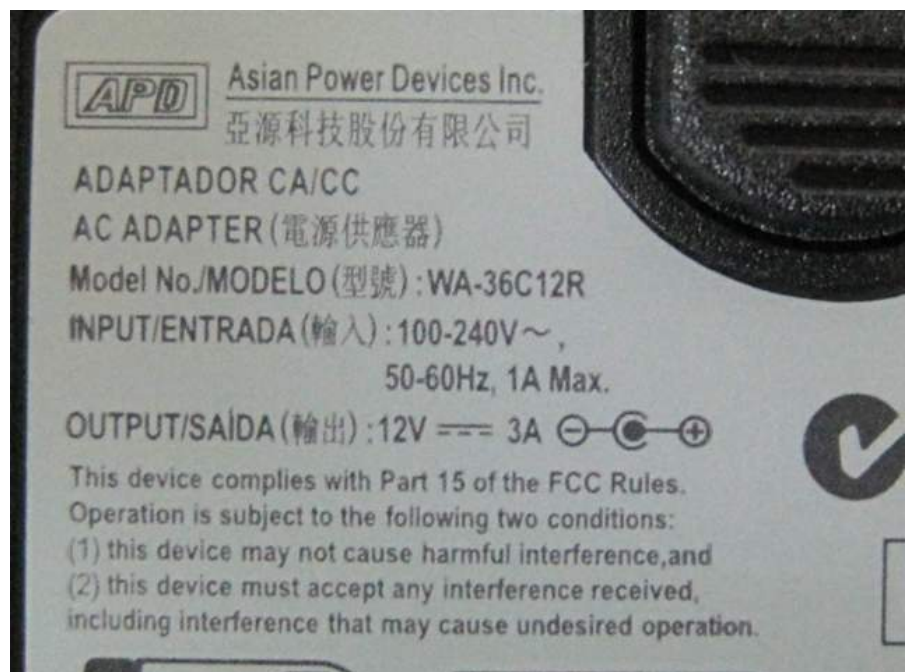 APD
Asian Power Devices Inc.
亞源科技股份有限公司
ADAPTADOR CA/CC
AC ADAPTER(電源供應器)
Model No./MODELO(型號):WA-36C12R
INPUT/ENTRADA(輸入):100-240V～,
50-60Hz, 1A Max.
OUTPUT/SAÍDA(輸出):12V ⎓ 3A
This device complies with Part 15 of the FCC Rules.
Operation is subject to the following two conditions:
(1) this device may not cause harmful interference,and
(2) this device must accept any interference received,
including interference that may cause undesired operation.